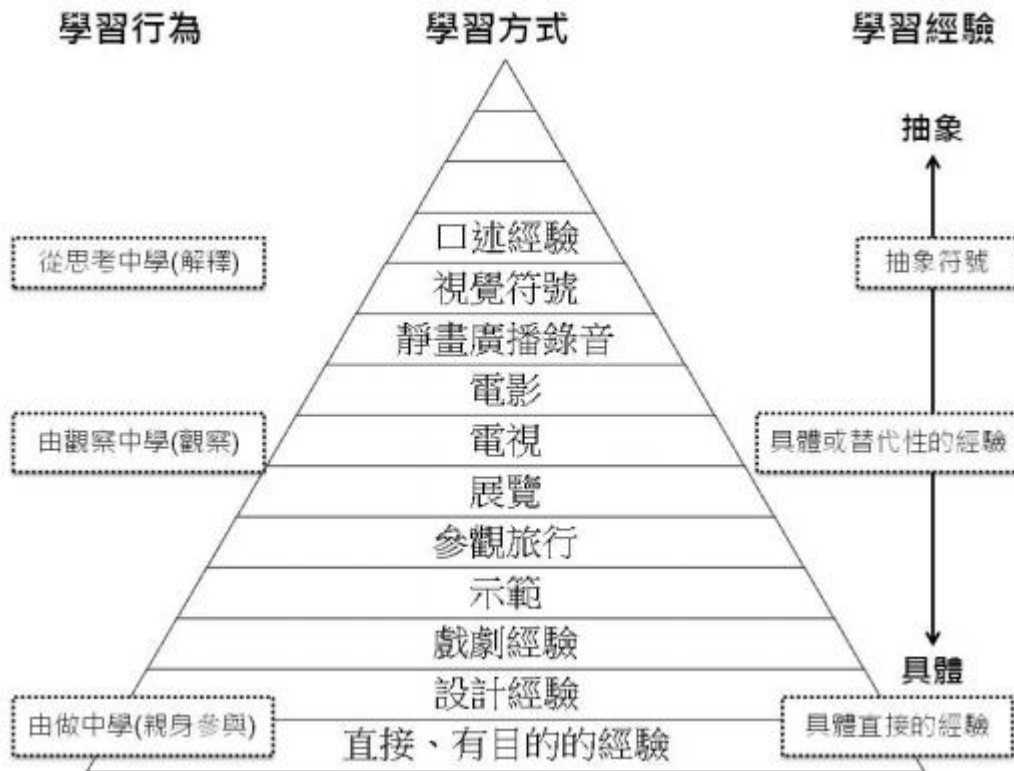 學習行為
學習方式
學習經驗
抽象
口述經驗
從思考中學(解釋)
抽象符號
視覺符號
靜畫廣播錄音
電影
由觀察中學(觀察)
電視
具體或替代性的經驗
展覽
參觀旅行
示範
戲劇經驗
具體
設計經驗
由做中學(親身參與)
具體直接的經驗
直接、有目的的經驗